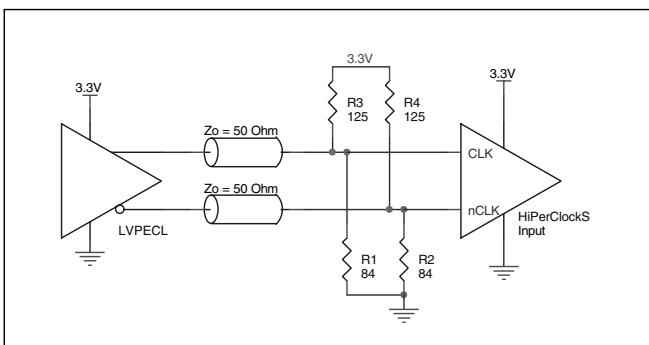 3.3V
3.3V
3.3V
R3
125
R4
125
Zo = 50 Ohm
CLK
Zo = 50 Ohm
nCLK
HiPerClockS
Input
LVPECL
R1
84
R2
84